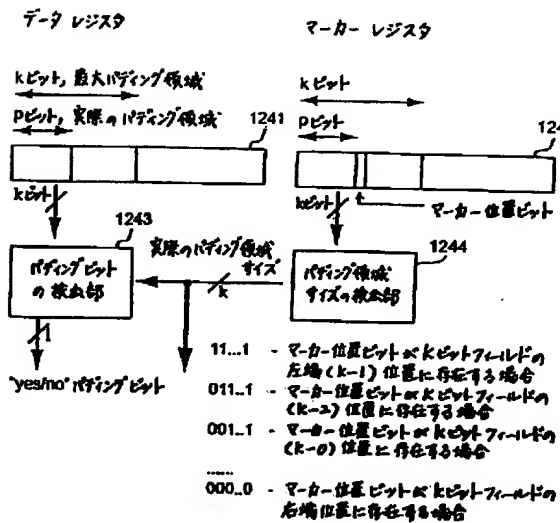 データ レジスタ
マーカー レジスタ
kビット, 最大パディング領域
kビット
pビット, 実際のパディング領域
pビット
1241
124
kビット
kビット
マーカー位置ビット
1243
1244
パディングビット
の検出部
実際のパディング領域
サイズ
k
パディング領域
サイズの検出部
1
"yes/no" パディングビット
11...1 - マーカー位置ビットがkビットフィールドの
左端(k-1)位置に存在する場合
011..1 - マーカー位置ビットがkビットフィールドの
(k-2)位置に存在する場合
001..1 - マーカー位置ビットがkビットフィールドの
(k-0)位置に存在する場合
......
000..0 - マーカー位置ビットがkビットフィールドの
右端位置に存在する場合